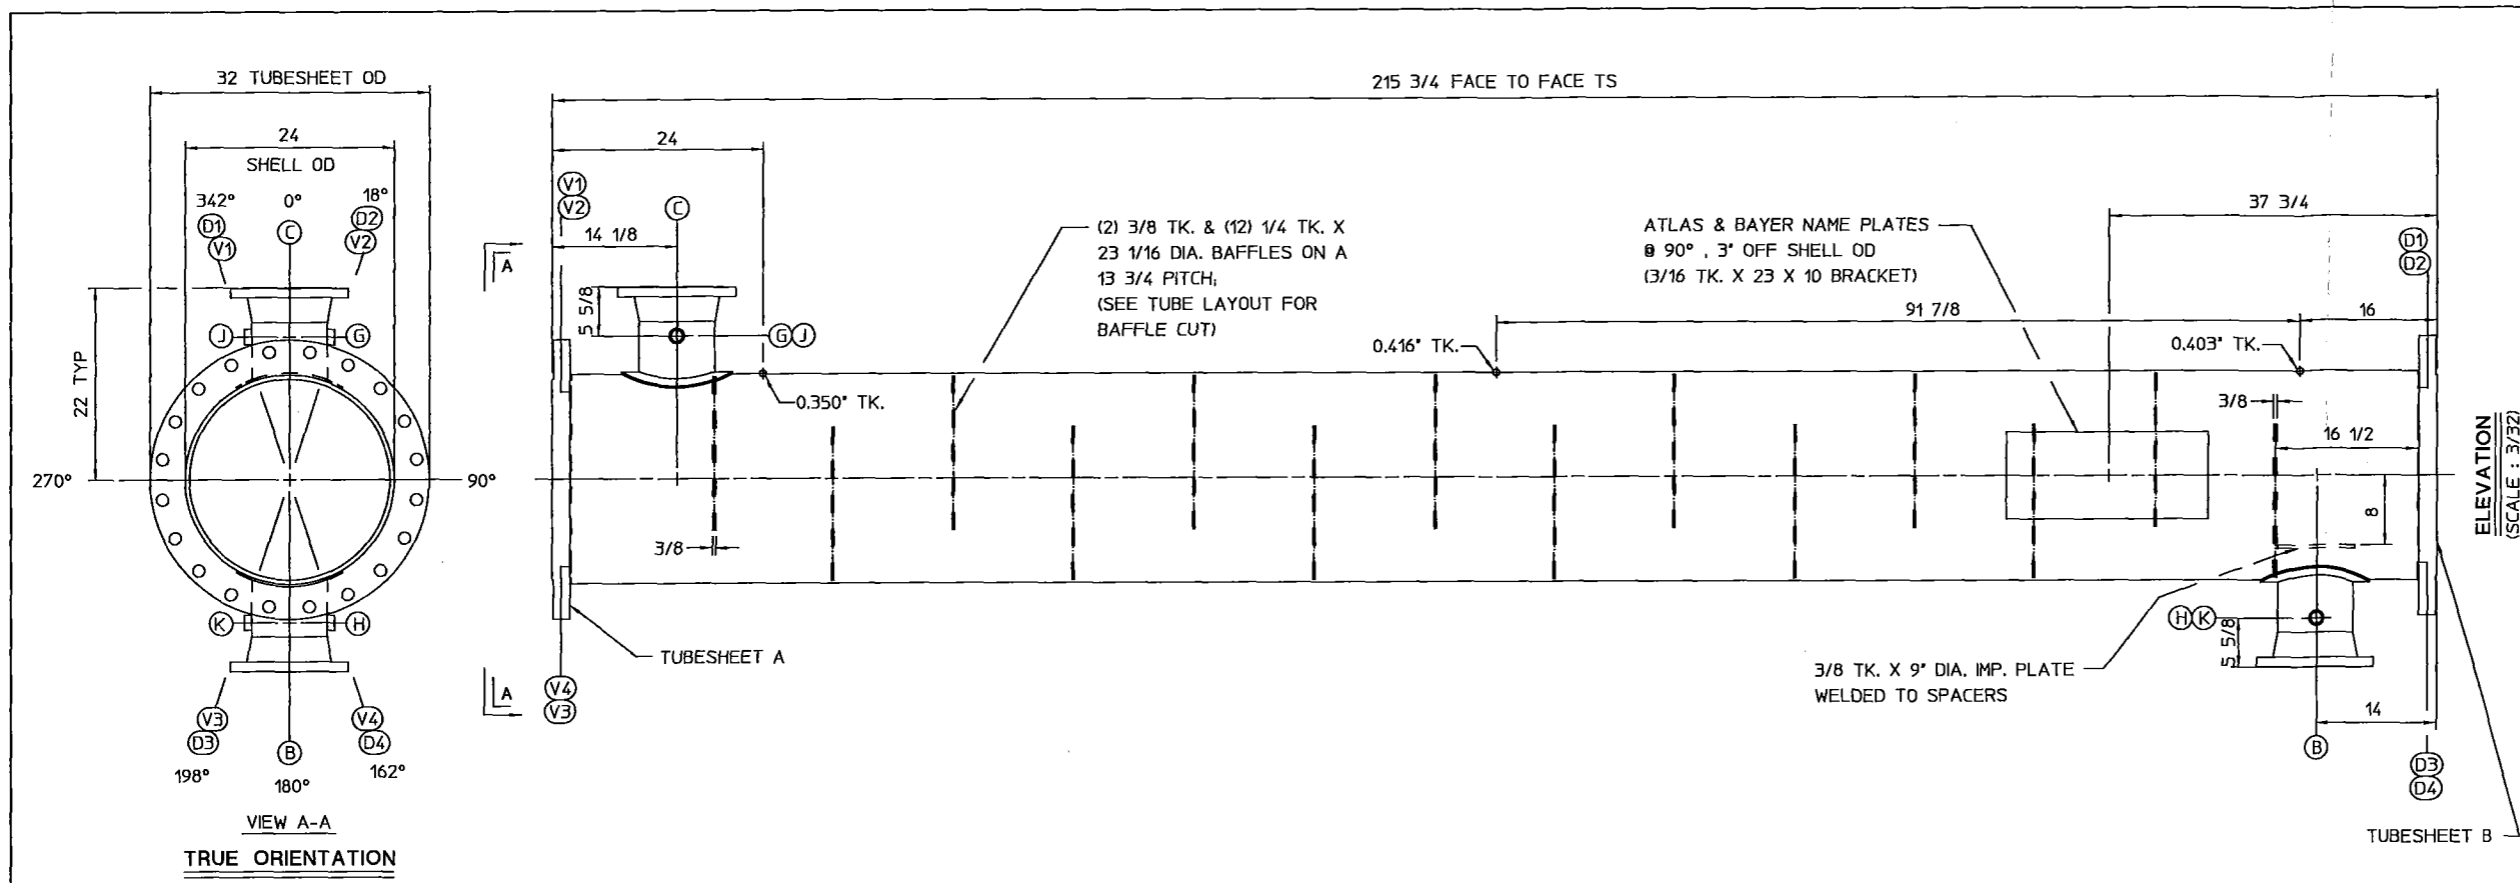 32 TUBESHEET OD
24
SHELL OD
342°
0°
18°
D1
V1
C
D2
V2
22 TYP
J
G
270°
90°
K
H
V3
D3
198°
B
180°
V4
D4
162°
VIEW A-A
TRUE ORIENTATION
215 3/4 FACE TO FACE TS
24
V1
V2
C
14 1/8
A
5 5/8
G J
0.350" TK.
(2) 3/8 TK. & (12) 1/4 TK. X
23 1/16 DIA. BAFFLES ON A
13 3/4 PITCH;
(SEE TUBE LAYOUT FOR
BAFFLE CUT)
ATLAS & BAYER NAME PLATES
@ 90° , 3" OFF SHELL OD
(3/16 TK. X 23 X 10 BRACKET)
37 3/4
D1
D2
91 7/8
16
0.416" TK.
0.403" TK.
3/8
16 1/2
8
3/8
TUBESHEET A
A
V4
V3
3/8 TK. X 9" DIA. IMP. PLATE
WELDED TO SPACERS
H K
5 5/8
14
B
D3
D4
TUBESHEET B
ELEVATION
(SCALE : 3/32)